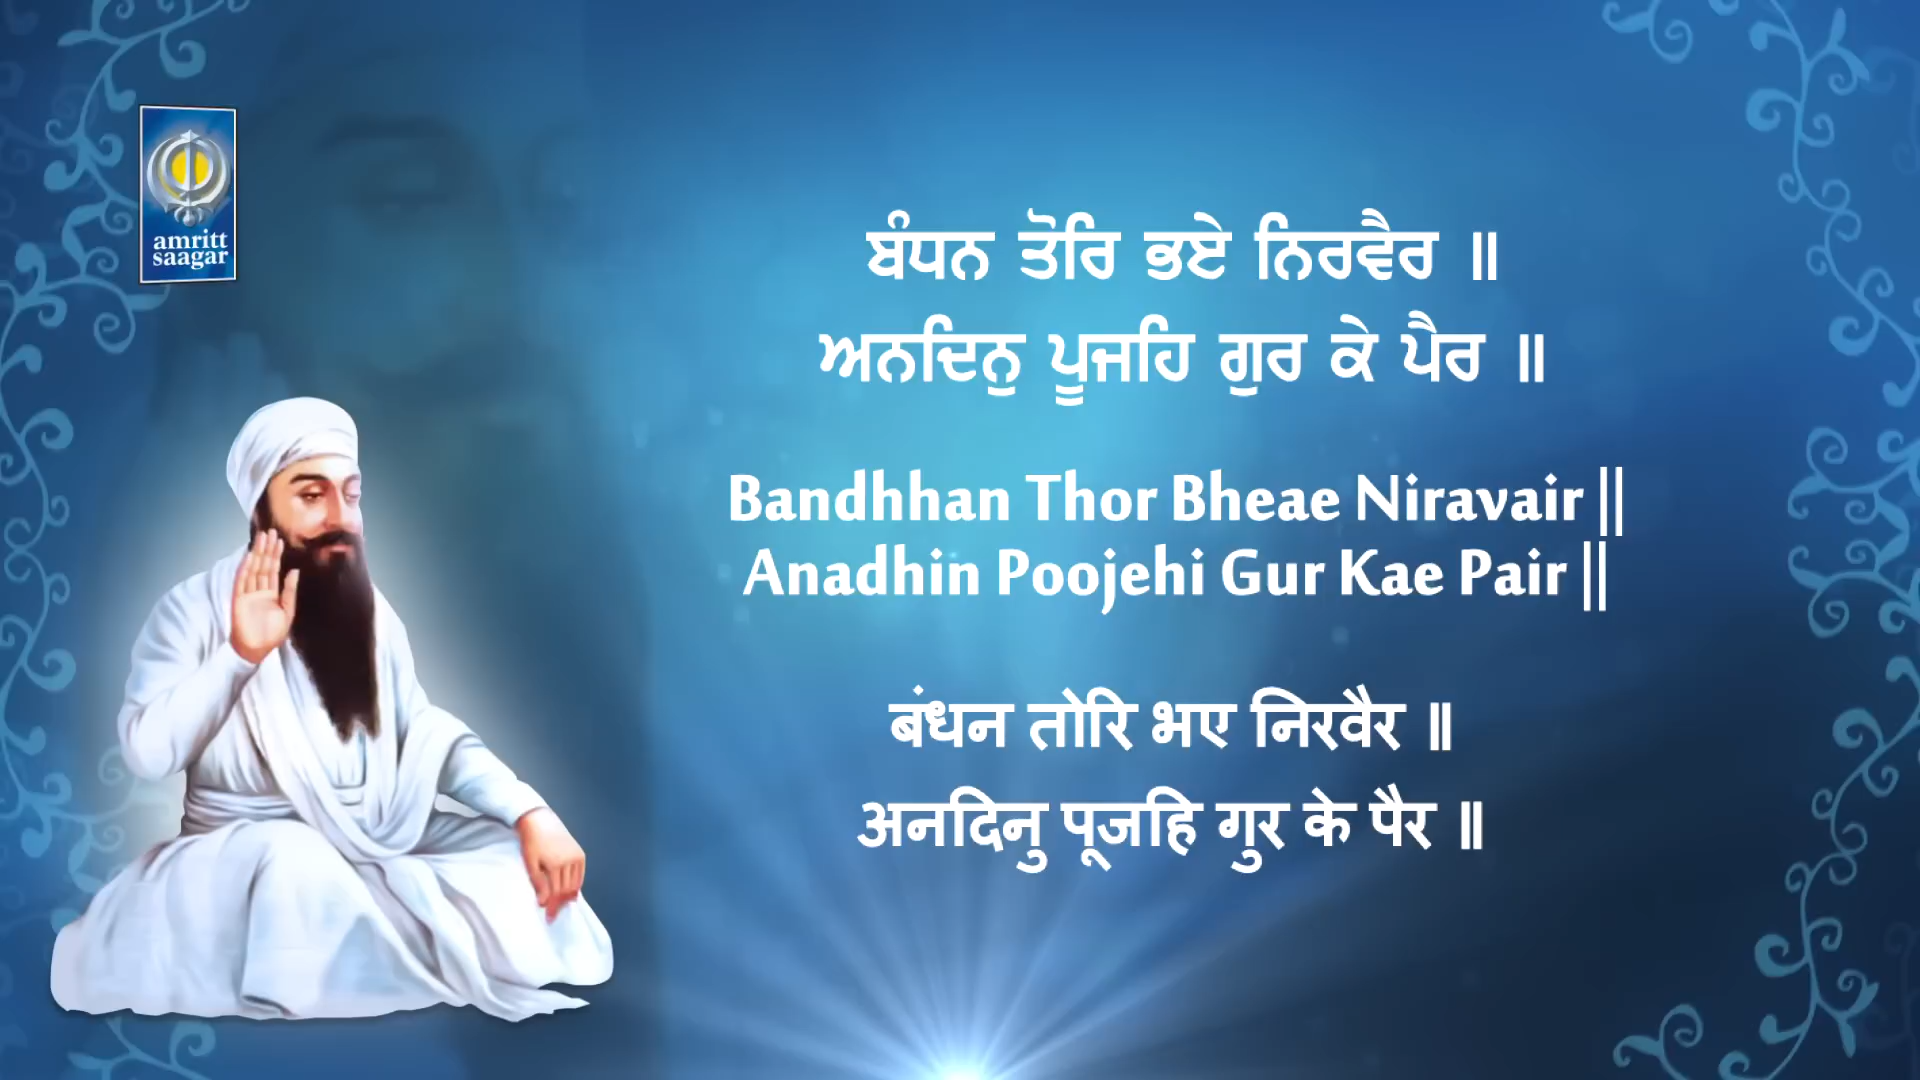 amritt
saagar
ਬੰਧਨ ਤੋਰਿ ਭਏ ਨਿਰਵੈਰ ॥
ਅਨਦਿਨੁ ਪੂਜਹਿ ਗੁਰ ਕੇ ਪੈਰ ॥
Bandhhan Thor Bheae Niravair ||
Anadhin Poojehi Gur Kae Pair ||
बंधन तोरि भए निरवैर ॥
अनदिनु पूजहि गुर के पैर ॥